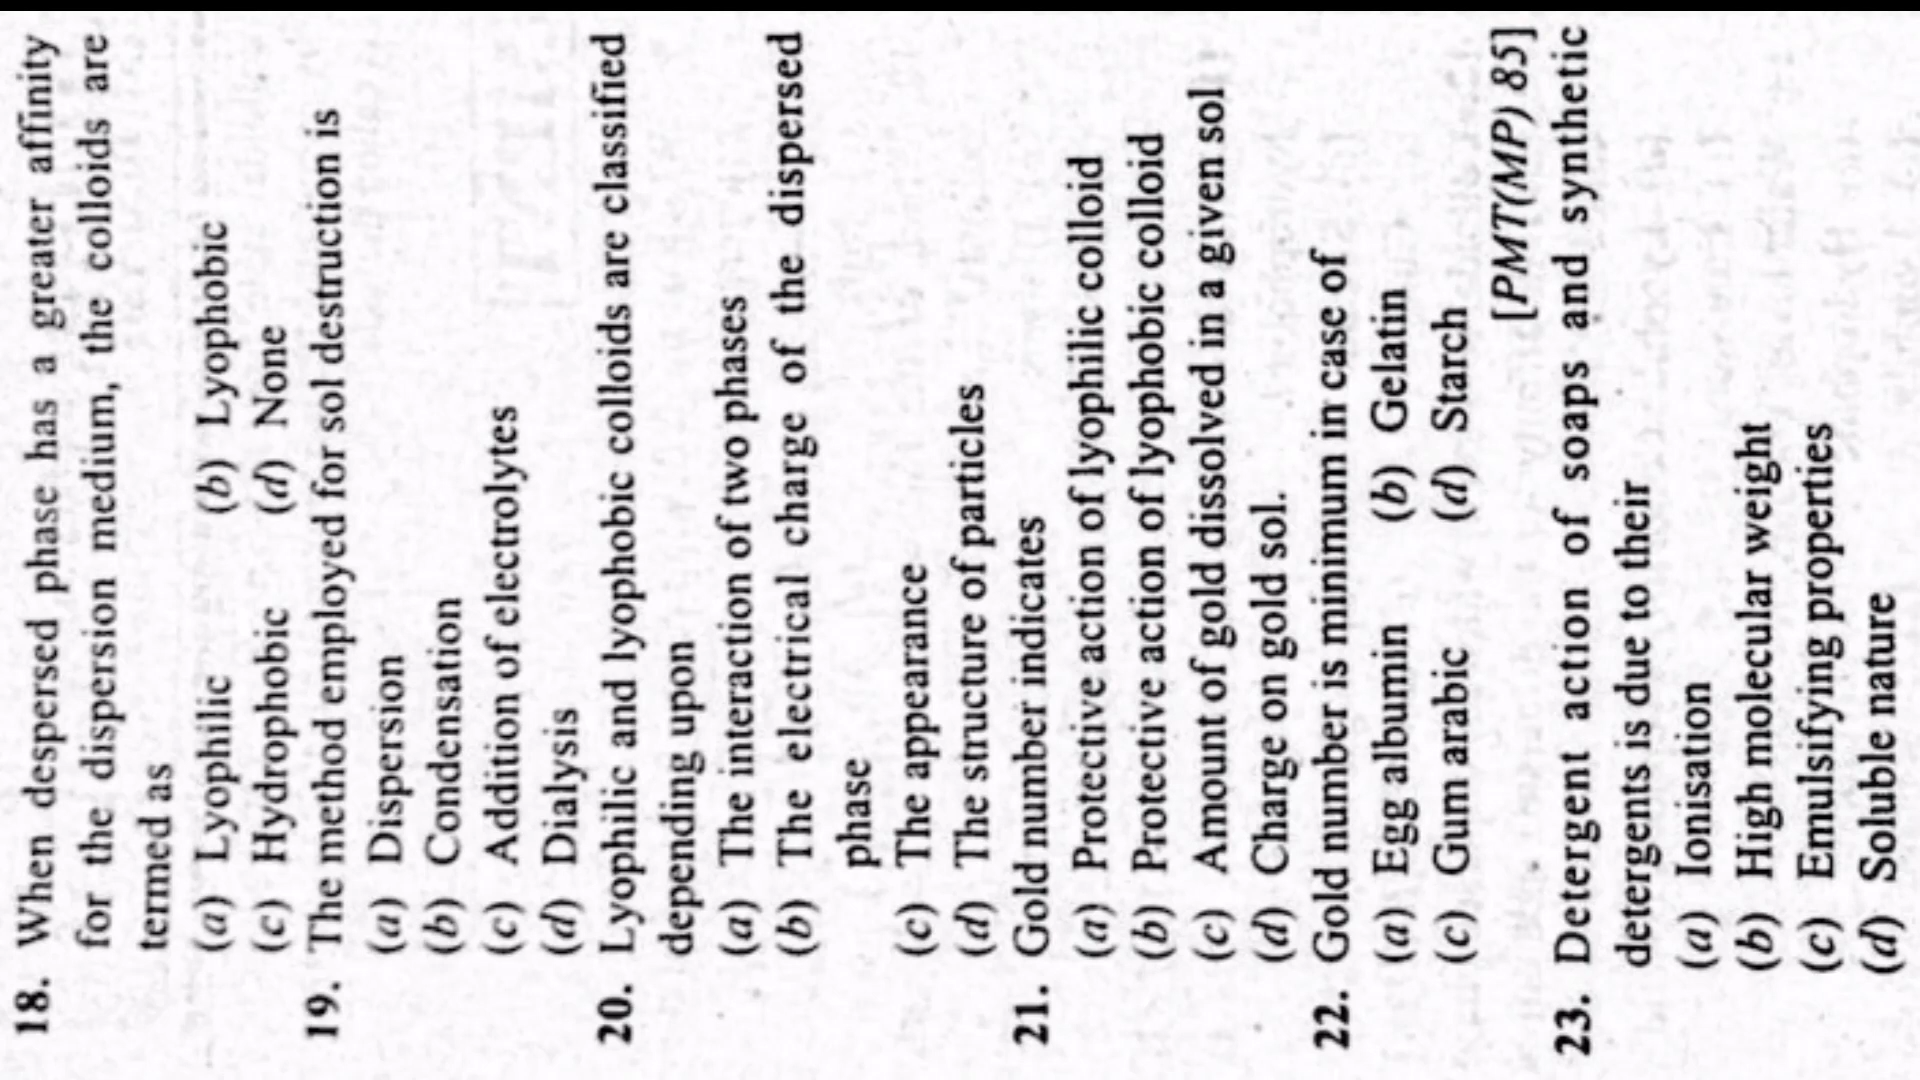 18. When despersed phase has a greater affinity
for the dispersion medium, the colloids are
termed as
(a) Lyophilic (b) Lyophobic
(c) Hydrophobic (d) None
19. The method employed for sol destruction is
(a) Dispersion
(b) Condensation
(c) Addition of electrolytes
(d) Dialysis
20. Lyophilic and lyophobic colloids are classified
depending upon
(a) The interaction of two phases
(b) The electrical charge of the dispersed
phase
(c) The appearance
(d) The structure of particles
21. Gold number indicates
(a) Protective action of lyophilic colloid
(b) Protective action of lyophobic colloid
(c) Amount of gold dissolved in a given sol
(d) Charge on gold sol.
22. Gold number is minimum in case of
(a) Egg albumin (b) Gelatin
(c) Gum arabic (d) Starch
[PMT(MP) 85]
23. Detergent action of soaps and synthetic
detergents is due to their
(a) Ionisation
(b) High molecular weight
(c) Emulsifying properties
(d) Soluble nature